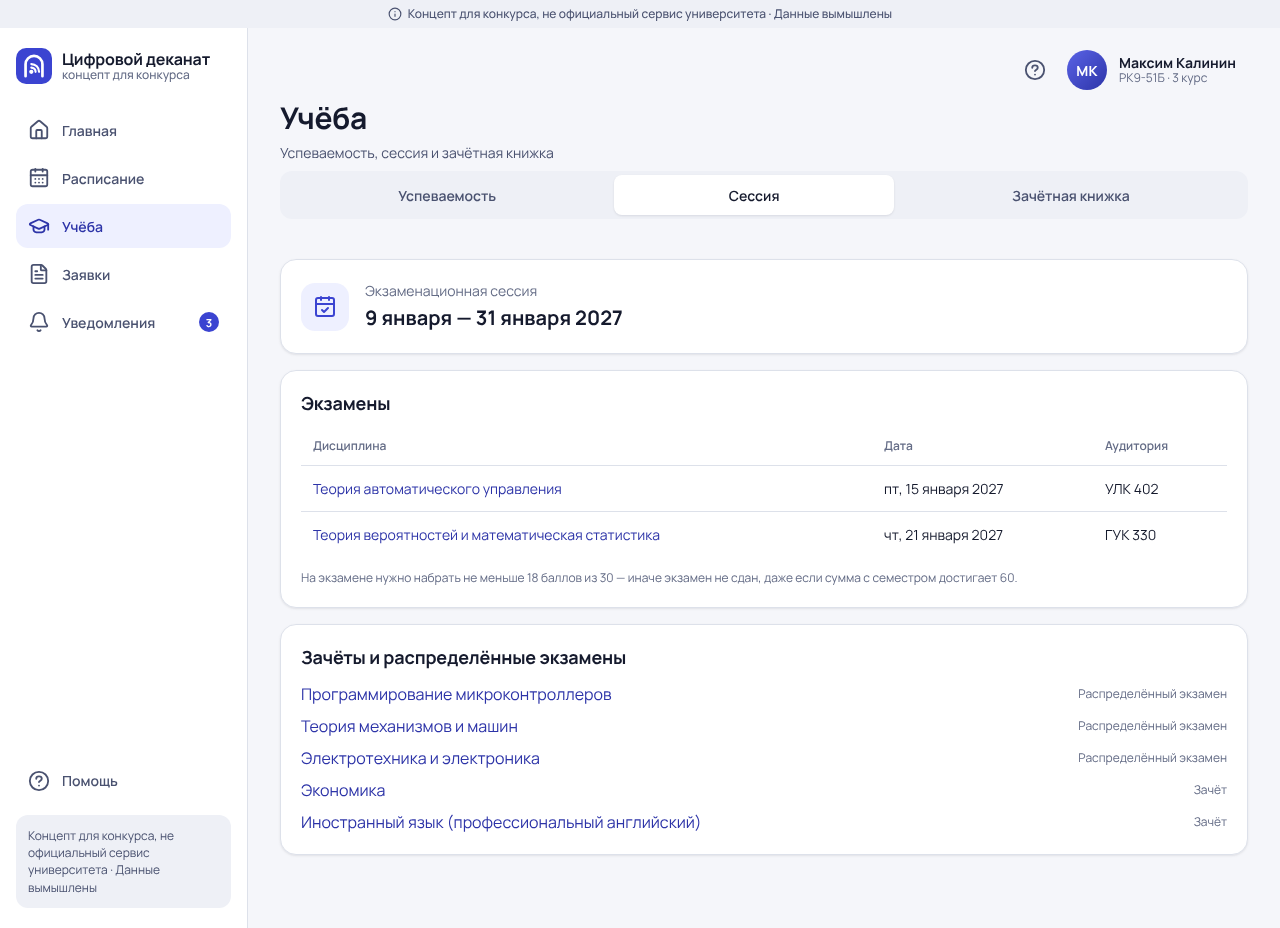 Концепт для конкурса, не официальный сервис университета · Данные вымышлены
Цифровой деканат
концепт для конкурса
Главная
Расписание
Учёба
Заявки
Уведомления 3
Помощь
Концепт для конкурса, не
официальный сервис
университета · Данные
вымышлены
МК
Максим Калинин
РК9-51Б · 3 курс
Учёба
Успеваемость, сессия и зачётная книжка
Успеваемость Сессия Зачётная книжка
Экзаменационная сессия
9 января — 31 января 2027
Экзамены
Дисциплина Дата Аудитория
Теория автоматического управления пт, 15 января 2027 УЛК 402
Теория вероятностей и математическая статистика чт, 21 января 2027 ГУК 330
На экзамене нужно набрать не меньше 18 баллов из 30 — иначе экзамен не сдан, даже если сумма с семестром достигает 60.
Зачёты и распределённые экзамены
Программирование микроконтроллеров Распределённый экзамен
Теория механизмов и машин Распределённый экзамен
Электротехника и электроника Распределённый экзамен
Экономика Зачёт
Иностранный язык (профессиональный английский) Зачёт